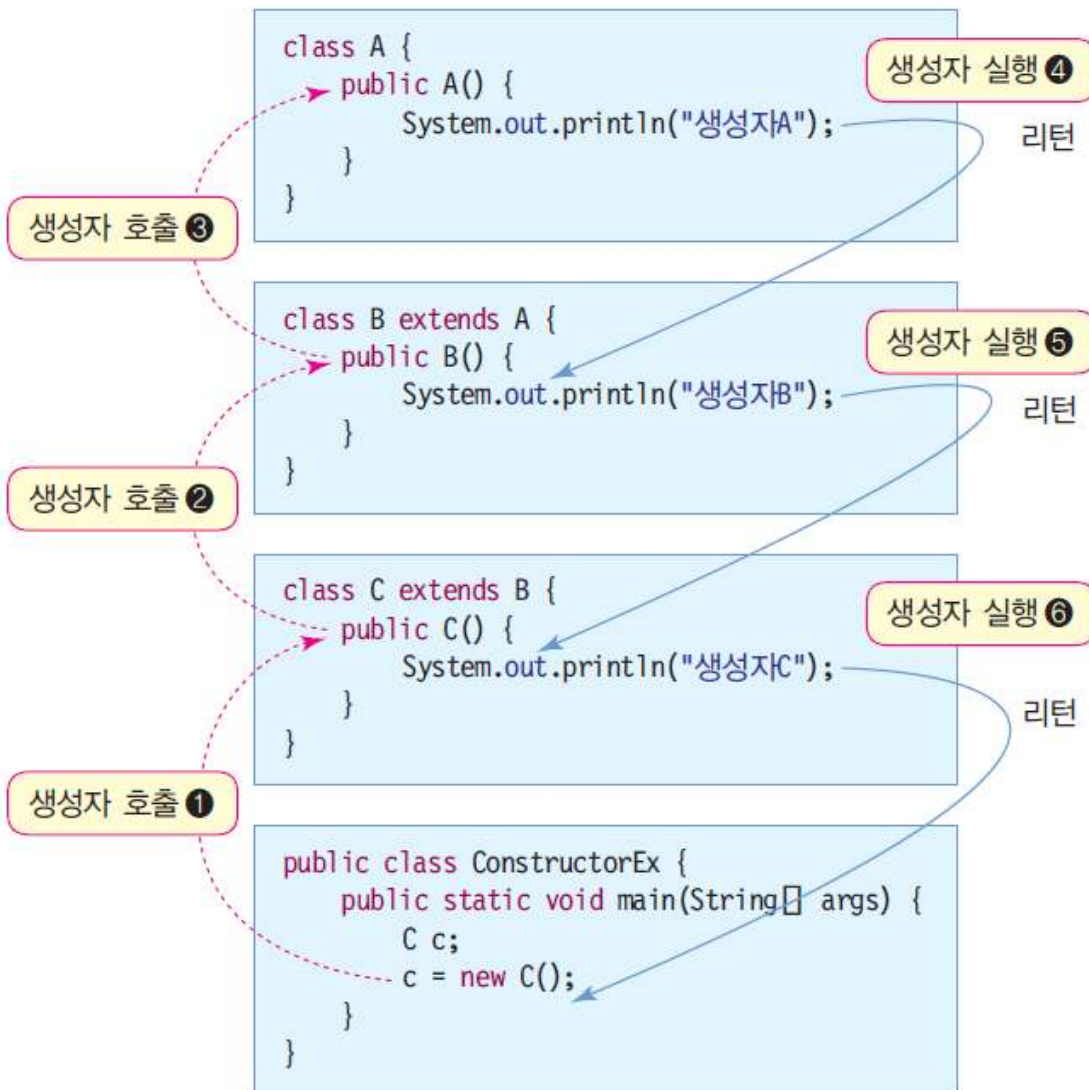 class A {
public A() {
System.out.println("생성자A");
}
}
생성자 실행 ❹
리턴
생성자 호출 ❸
class B extends A {
public B() {
System.out.println("생성자B");
}
}
생성자 실행 ❺
리턴
생성자 호출 ❷
class C extends B {
public C() {
System.out.println("생성자C");
}
}
생성자 실행 ❻
리턴
생성자 호출 ❶
public class ConstructorEx {
public static void main(String[] args) {
C c;
c = new C();
}
}